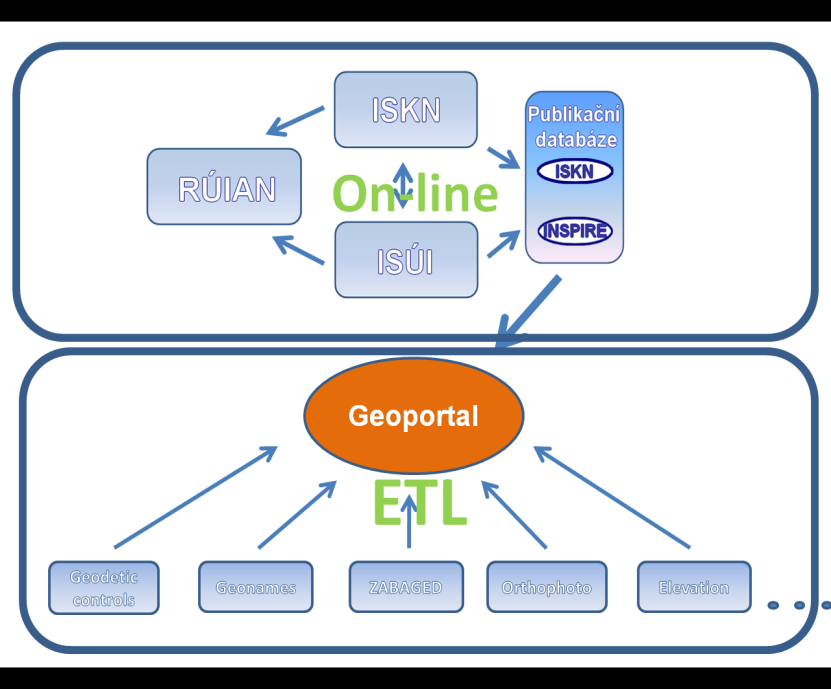 ISKN
Publikační
databáze
ISKN
RÚIAN
On-line
INSPIRE
ISÚI
Geoportal
ETL
Geodetic
controls
Geonames
ZABAGED
Orthophoto
Elevation